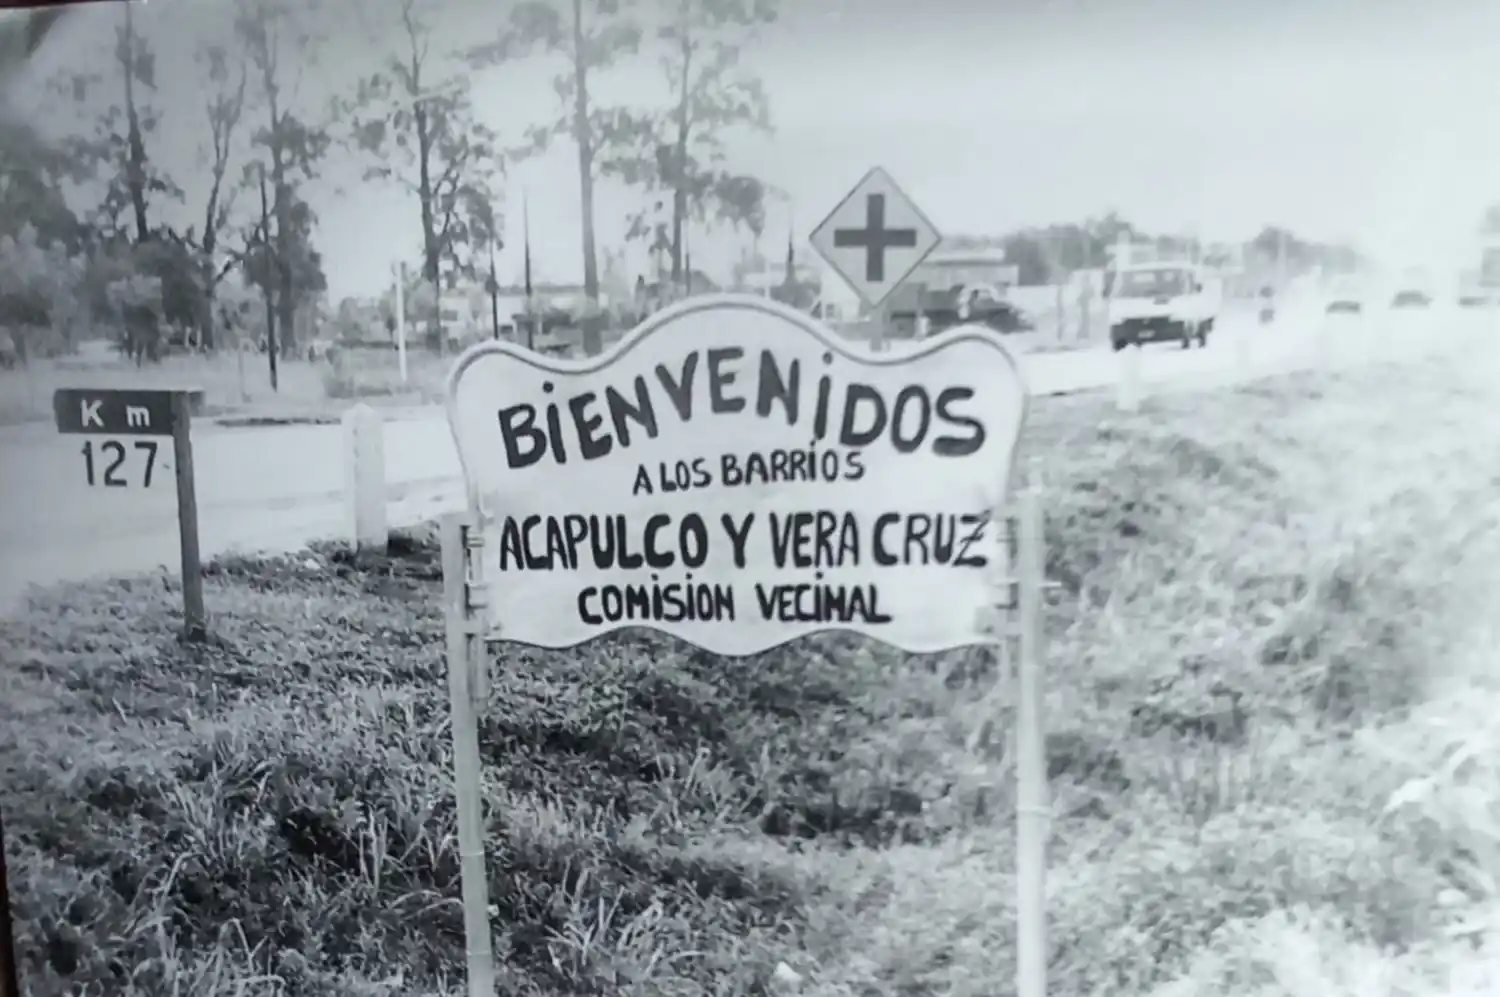 Km
127
BiENVENiDOS
A LOS BARRiOS
ACAPULCO Y VERA CRUZ
COMiSiON VECiNAL